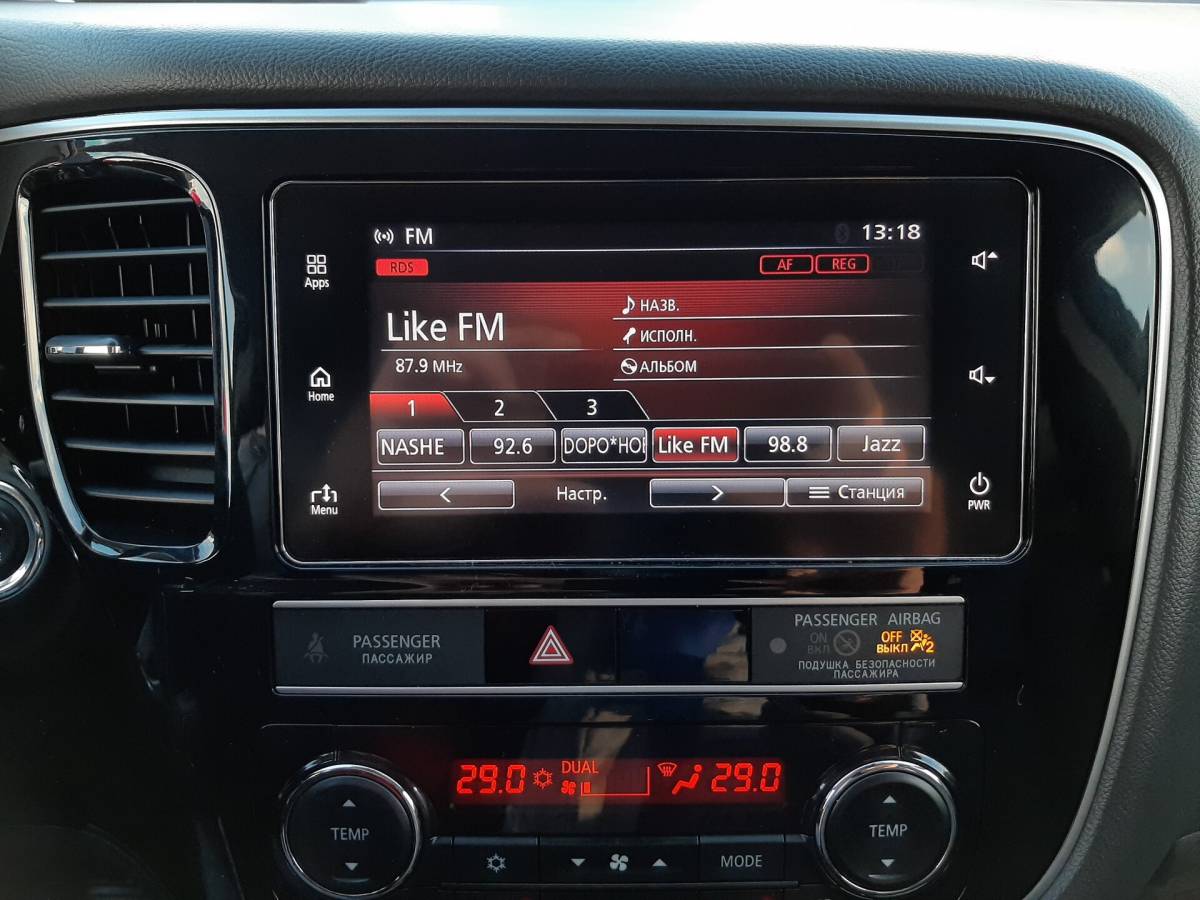 FM
13:18
RDS
AF
REG
Apps
Like FM
НАЗВ.
ИСПОЛН.
87.9 MHz
АЛЬБОМ
Home
1
2
3
NASHE
92.6
DOPO*HO
Like FM
98.8
Jazz
<
Настр.
>
Станция
Menu
PWR
PASSENGER
ПАССАЖИР
PASSENGER AIRBAG
ON
ВКЛ
OFF
ВЫКЛ
2
ПОДУШКА БЕЗОПАСНОСТИ
ПАССАЖИРА
29.0
DUAL
29.0
TEMP
TEMP
MODE